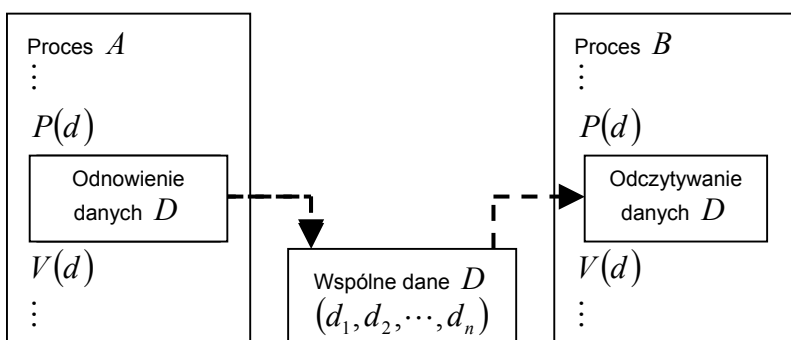 Proces A
⋮
P(d)
Odnowienie
danych D
V(d)
⋮
Wspólne dane D
(d₁, d₂, ⋯, dₙ)
Proces B
⋮
P(d)
Odczytywanie
danych D
V(d)
⋮